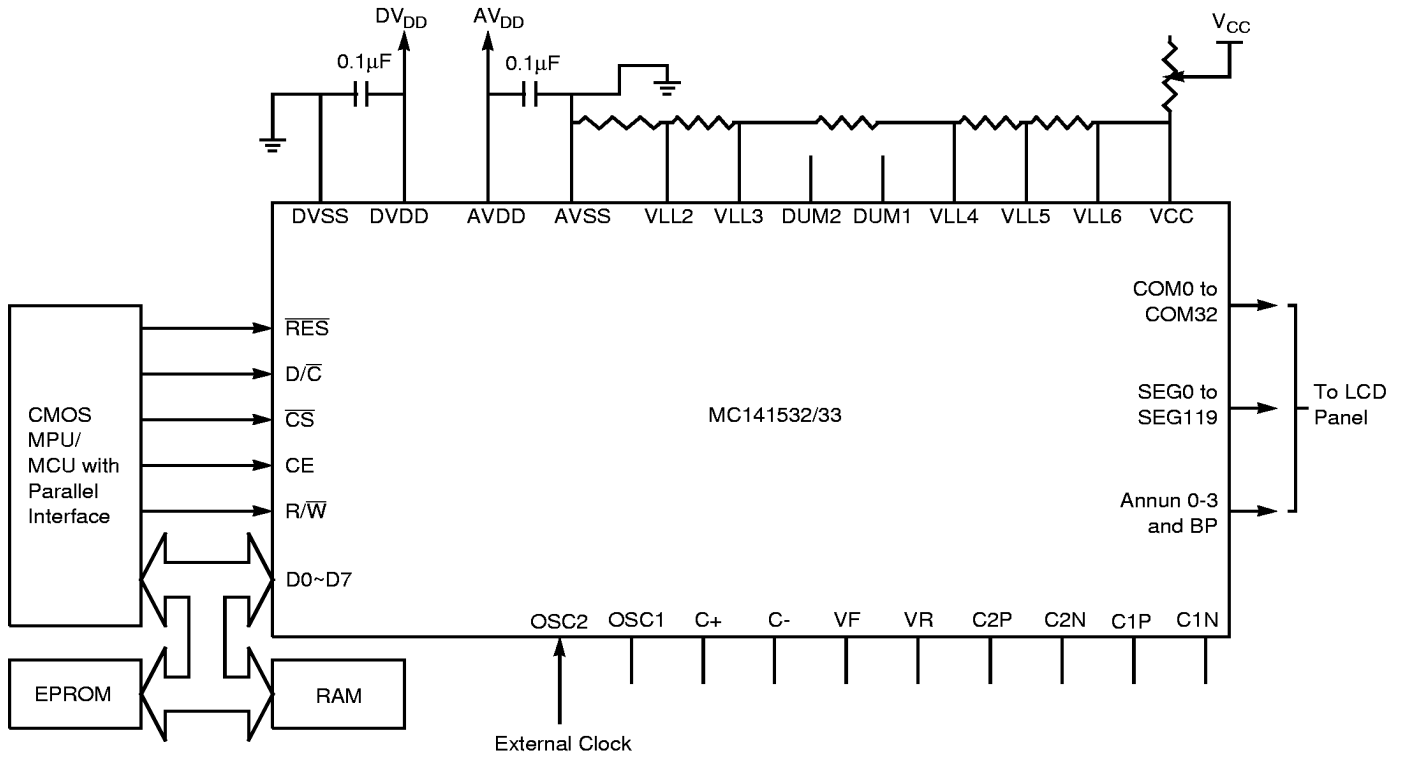 DVDD
AVDD
VCC
0.1µF
0.1µF
DVSS
DVDD
AVDD
AVSS
VLL2
VLL3
DUM2
DUM1
VLL4
VLL5
VLL6
VCC
CMOS
MPU/
MCU with
Parallel
Interface
R̅E̅S̅
D/C̅
C̅S̅
CE
R/W̅
D0~D7
MC141532/33
COM0 to
COM32
SEG0 to
SEG119
Annun 0-3
and BP
To LCD
Panel
OSC2
OSC1
C+
C-
VF
VR
C2P
C2N
C1P
C1N
EPROM
RAM
External Clock